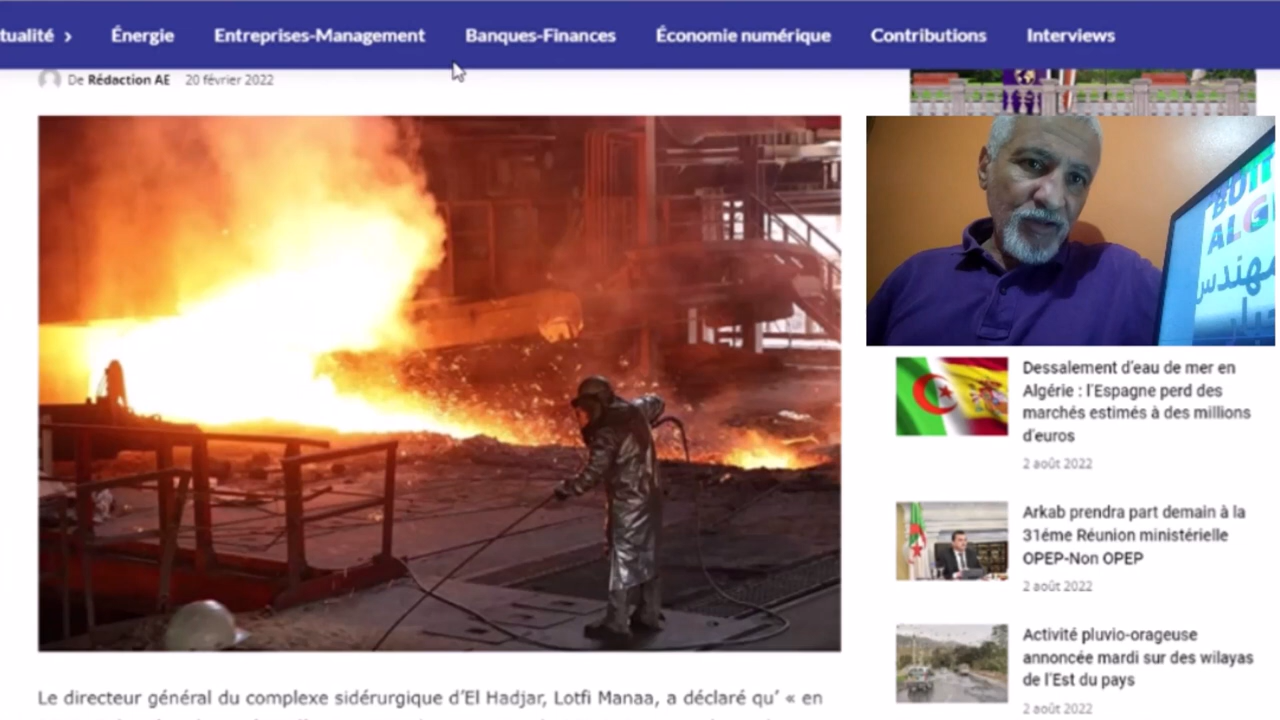 tualité
Énergie
Entreprises-Management
Banques-Finances
Économie numérique
Contributions
Interviews
De Rédaction AE 20 février 2022
ALG
مهندس
Dessalement d'eau de mer en
Algérie : l'Espagne perd des
marchés estimés à des millions
d'euros
2 août 2022
Arkab prendra part demain à la
31éme Réunion ministérielle
OPEP-Non OPEP
2 août 2022
Activité pluvio-orageuse
annoncée mardi sur des wilayas
de l'Est du pays
2 août 2022
Le directeur général du complexe sidérurgique d'El Hadjar, Lotfi Manaa, a déclaré qu' « en